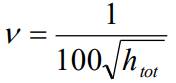 ν = 1 / (100√h_tot)